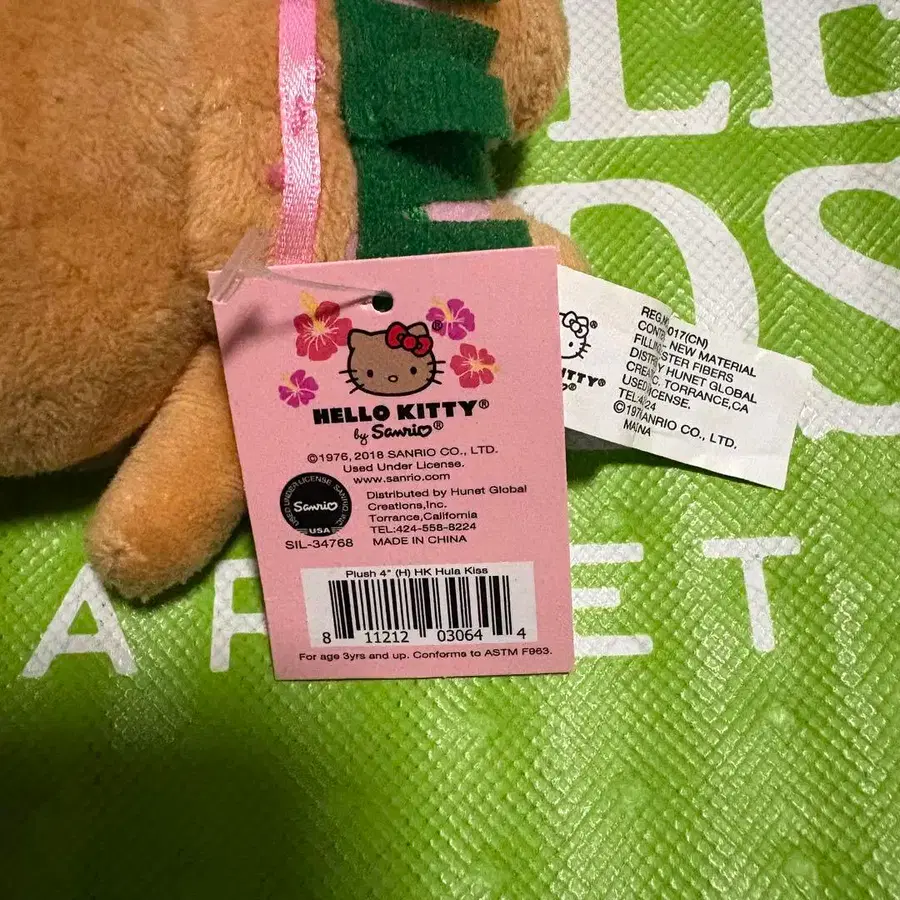 HELLO KITTY®
by Sanrio®
©1976, 2018 SANRIO CO., LTD.
Used Under License.
www.sanrio.com
USED UNDER LICENSE SANRIO, INC.
Sanrio
USA
SIL-34768
Distributed by Hunet Global
Creations,Inc.
Torrance,California
TEL:424-558-8224
MADE IN CHINA
Plush 4" (H) HK Hula Kiss
8 11212 03064 4
For age 3yrs and up. Conforms to ASTM F963.
017(CN)
NEW MATERIAL
FIBERS
HUNET GLOBAL
TORRANCE,CA
SANRIO CO., LTD.